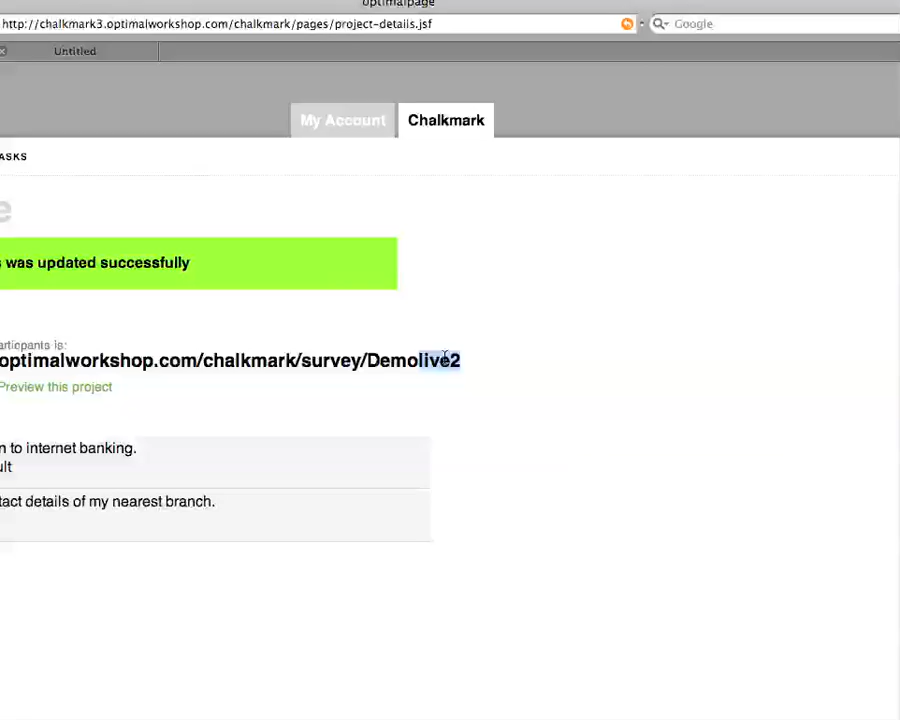 optimalpage
http://chalkmark3.optimalworkshop.com/chalkmark/pages/project-details.jsf
Google
Untitled
My Account
Chalkmark
ASKS
e
s was updated successfully
articipants is:
optimalworkshop.com/chalkmark/survey/Demolive2
Preview this project
n to internet banking.
ult
tact details of my nearest branch.